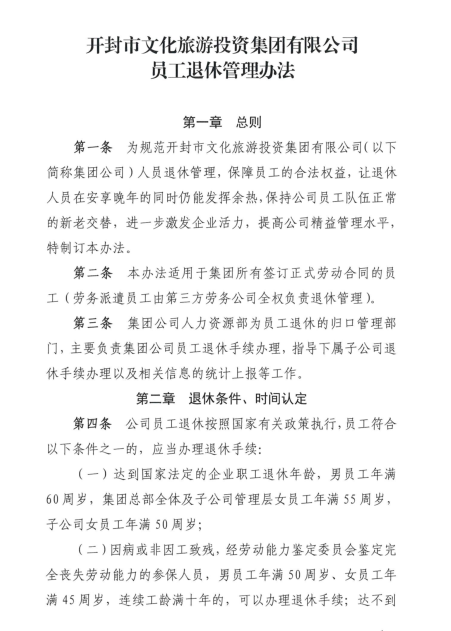 开封市文化旅游投资集团有限公司
员工退休管理办法
第一章 总则
第一条 为规范开封市文化旅游投资集团有限公司（以下
简称集团公司）人员退休管理，保障员工的合法权益，让退休
人员在安享晚年的同时仍能发挥余热，保持公司员工队伍正常
的新老交替，进一步激发企业活力，提高公司精益管理水平，
特制订本办法。
第二条 本办法适用于集团所有签订正式劳动合同的员
工（劳务派遣员工由第三方劳务公司全权负责退休管理）。
第三条 集团公司人力资源部为员工退休的归口管理部
门，主要负责集团公司员工退休手续办理，指导下属子公司退
休手续办理以及相关信息的统计上报等工作。
第二章 退休条件、时间认定
第四条 公司员工退休按照国家有关政策执行，员工符合
以下条件之一的，应当办理退休手续：
（一）达到国家法定的企业职工退休年龄，男员工年满
60 周岁，集团总部全体及子公司管理层女员工年满 55 周岁，
子公司女员工年满 50 周岁；
（二）因病或非因工致残，经劳动能力鉴定委员会鉴定完
全丧失劳动能力的参保人员，男员工年满 50 周岁、女员工年
满 45 周岁，连续工龄满十年的，可以办理退休手续；达不到